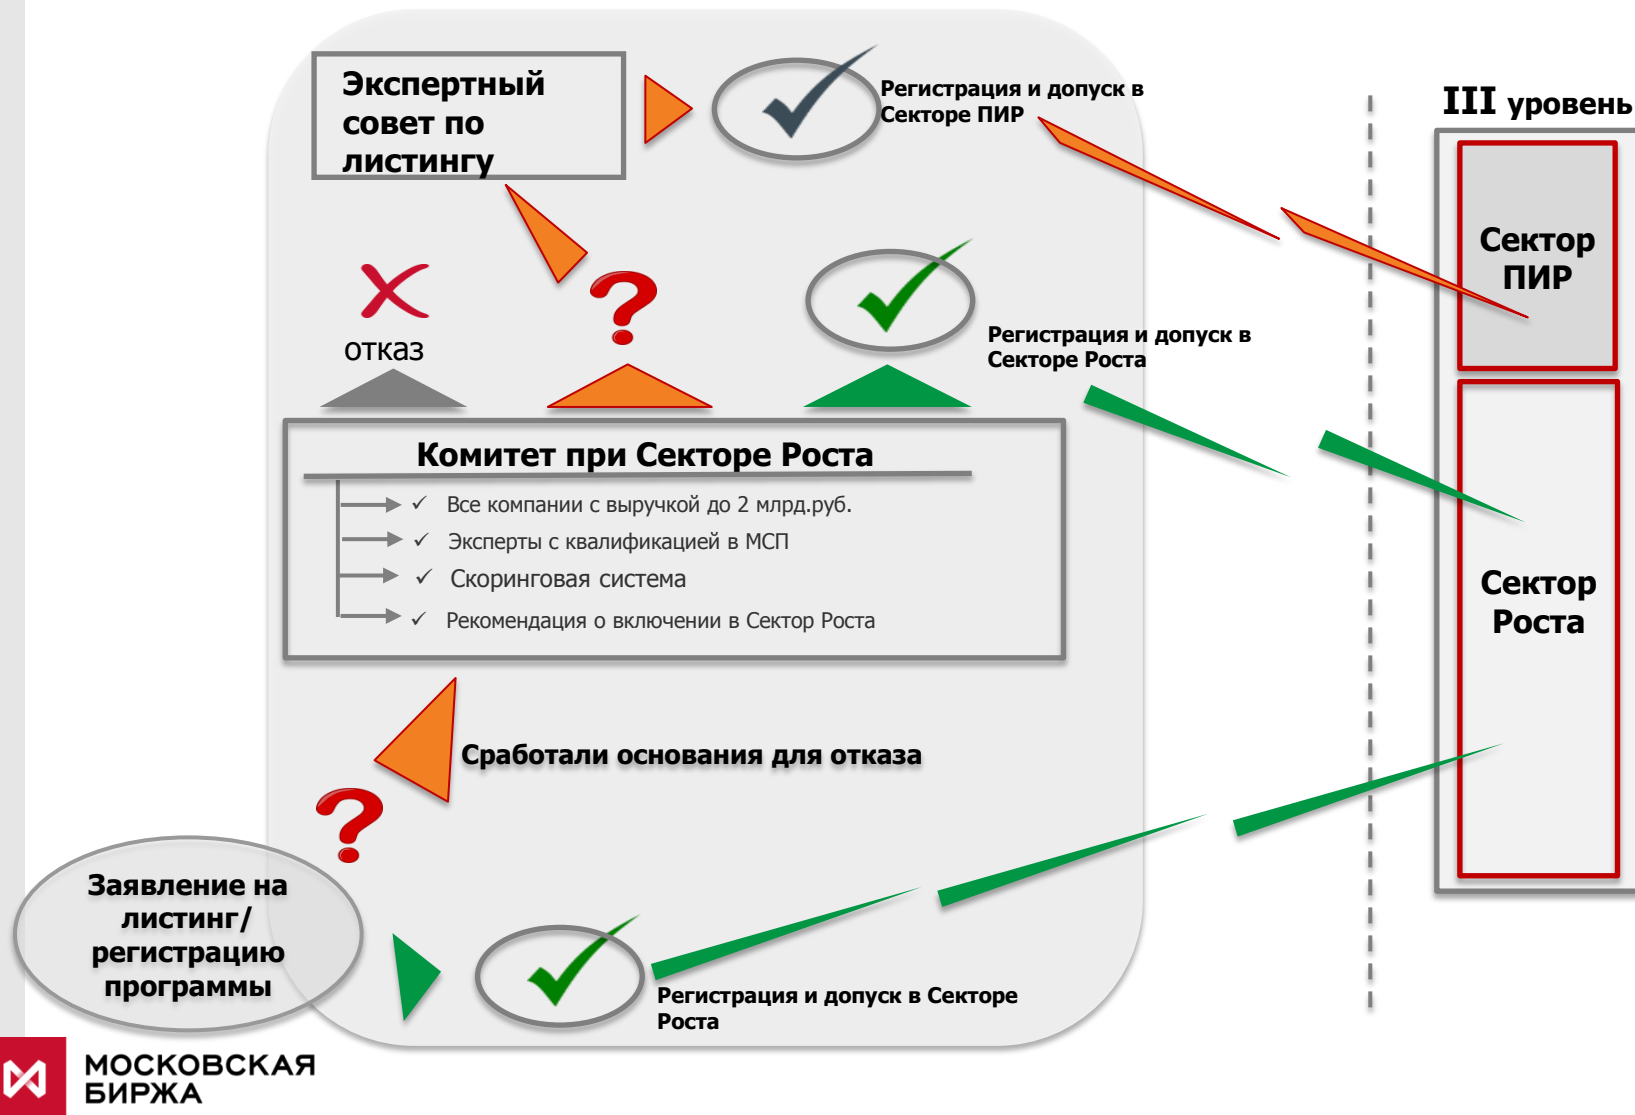 Экспертный
совет по
листингу
Регистрация и допуск в
Секторе ПИР
III уровень
Сектор
ПИР
отказ
Регистрация и допуск в
Секторе Роста
Комитет при Секторе Роста
Все компании с выручкой до 2 млрд.руб.
Эксперты с квалификацией в МСП
Скоринговая система
Рекомендация о включении в Сектор Роста
Сектор
Роста
Сработали основания для отказа
Заявление на
листинг/
регистрацию
программы
Регистрация и допуск в Секторе
Роста
МОСКОВСКАЯ
БИРЖА